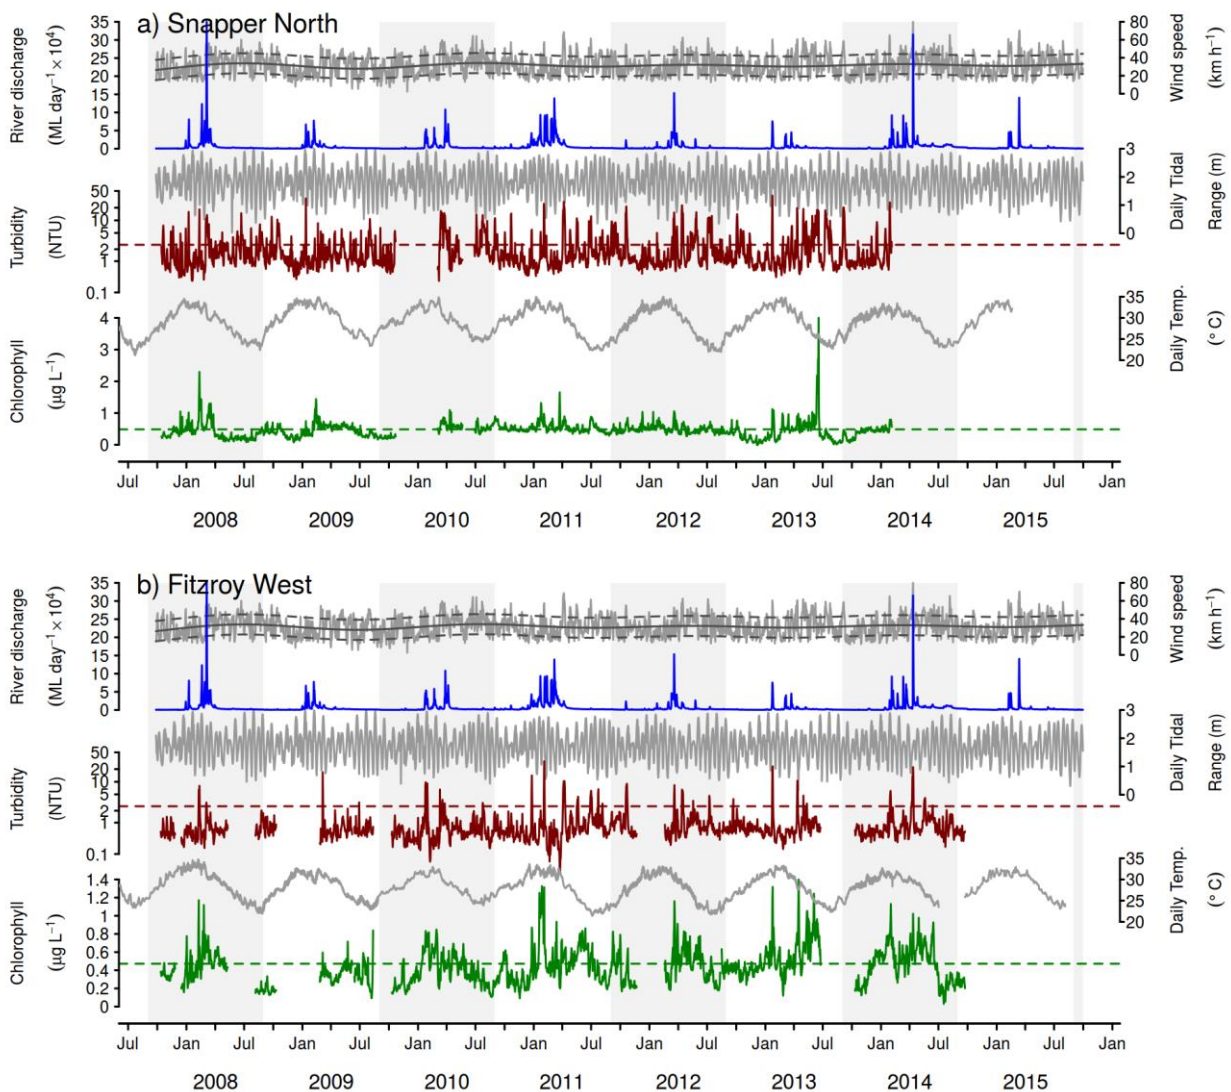 a) Snapper North
River discharge
(ML day⁻¹ × 10⁴)
35
30
25
20
15
10
5
0
80
60
40
20
0
Wind speed
(km h⁻¹)
3
2
1
0
Daily Tidal
Range (m)
Turbidity
(NTU)
50
20
10
5
2
1
0.1
35
30
25
20
Daily Temp.
(° C)
Chlorophyll
(µg L⁻¹)
4
3
2
1
0
Jul Jan Jul Jan Jul Jan Jul Jan Jul Jan Jul Jan Jul Jan Jul Jan Jul Jan
2008 2009 2010 2011 2012 2013 2014 2015
b) Fitzroy West
River discharge
(ML day⁻¹ × 10⁴)
35
30
25
20
15
10
5
0
80
60
40
20
0
Wind speed
(km h⁻¹)
3
2
1
0
Daily Tidal
Range (m)
Turbidity
(NTU)
50
20
10
5
2
1
0.1
35
30
25
20
Daily Temp.
(° C)
Chlorophyll
(µg L⁻¹)
1.4
1.2
1
0.8
0.6
0.4
0.2
0
Jul Jan Jul Jan Jul Jan Jul Jan Jul Jan Jul Jan Jul Jan Jul Jan Jul Jan
2008 2009 2010 2011 2012 2013 2014 2015